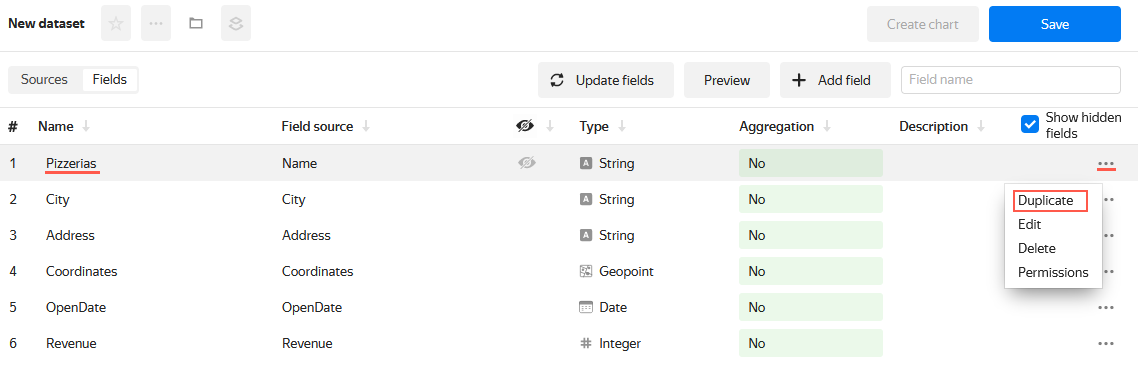 New dataset
Create chart
Save
Sources
Fields
Update fields
Preview
Add field
Field name
# Name Field source Type Aggregation Description Show hidden
fields
1 Pizzerias Name A String No
2 City City A String No
3 Address Address A String No
4 Coordinates Coordinates Geopoint No
5 OpenDate OpenDate Date No
6 Revenue Revenue # Integer No
Duplicate
Edit
Delete
Permissions